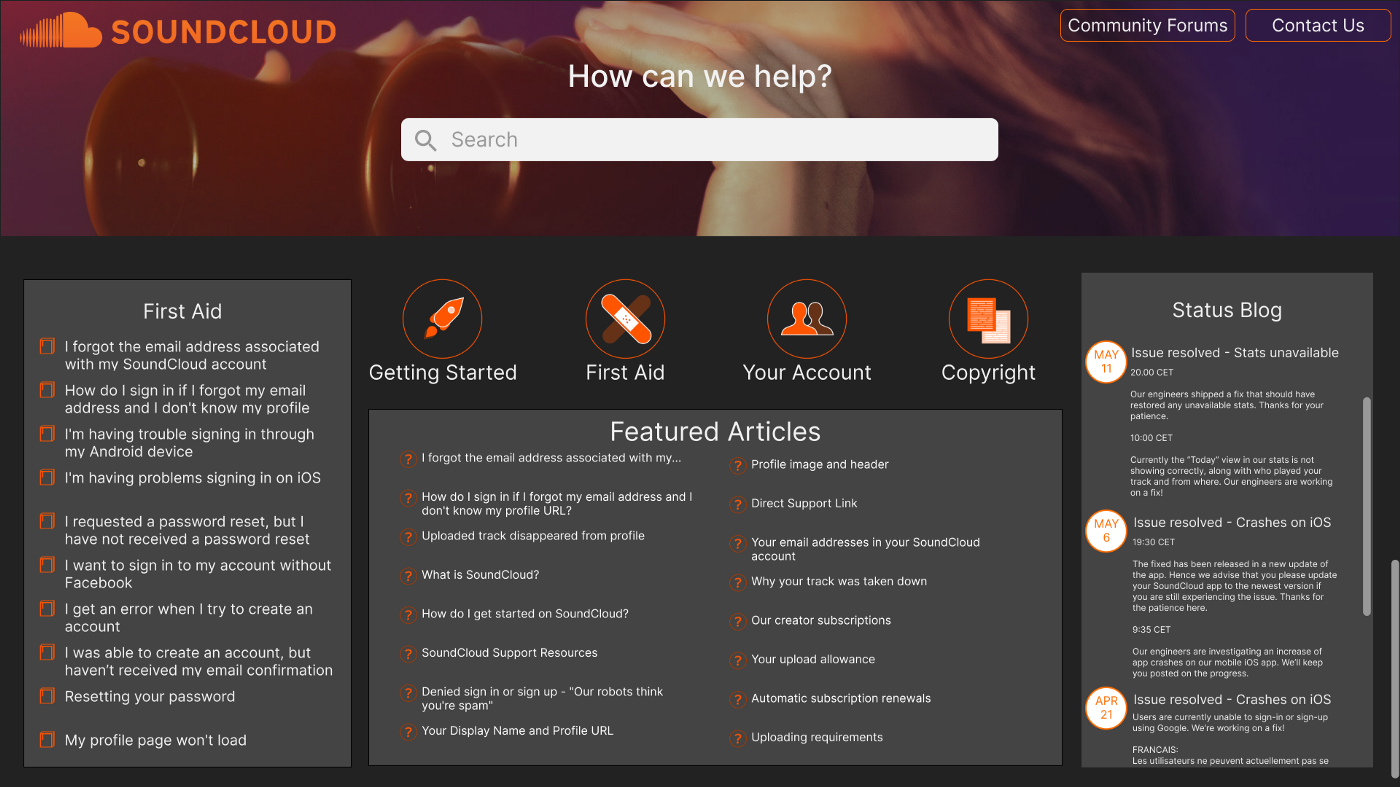 SOUNDCLOUD
Community Forums
Contact Us
How can we help?
Search
First Aid
I forgot the email address associated
with my SoundCloud account
How do I sign in if I forgot my email
address and I don't know my profile
I'm having trouble signing in through
my Android device
I'm having problems signing in on iOS
I requested a password reset, but I
have not received a password reset
I want to sign in to my account without
Facebook
I get an error when I try to create an
account
I was able to create an account, but
haven't received my email confirmation
Resetting your password
My profile page won't load
Getting Started
First Aid
Your Account
Copyright
Featured Articles
I forgot the email address associated with my...
How do I sign in if I forgot my email address and I
don't know my profile URL?
Uploaded track disappeared from profile
What is SoundCloud?
How do I get started on SoundCloud?
SoundCloud Support Resources
Denied sign in or sign up - "Our robots think
you're spam"
Your Display Name and Profile URL
Profile image and header
Direct Support Link
Your email addresses in your SoundCloud
account
Why your track was taken down
Our creator subscriptions
Your upload allowance
Automatic subscription renewals
Uploading requirements
Status Blog
MAY
11
Issue resolved - Stats unavailable
20.00 CET
Our engineers shipped a fix that should have
restored any unavailable stats. Thanks for your
patience.
10:00 CET
Currently the "Today" view in our stats is not
showing correctly, along with who played your
track and from where. Our engineers are working
on a fix!
MAY
6
Issue resolved - Crashes on iOS
19:30 CET
The fixed has been released in a new update of
the app. Hence we advise that you please update
your SoundCloud app to the newest version if
you are still experiencing the issue. Thanks for
the patience here.
9:35 CET
Our engineers are investigating an increase of
app crashes on our mobile iOS app. We'll keep
you posted on the progress.
APR
21
Issue resolved - Crashes on iOS
Users are currently unable to sign-in or sign-up
using Google. We're working on a fix!
FRANCAIS:
Les utilisateurs ne peuvent actuellement pas se